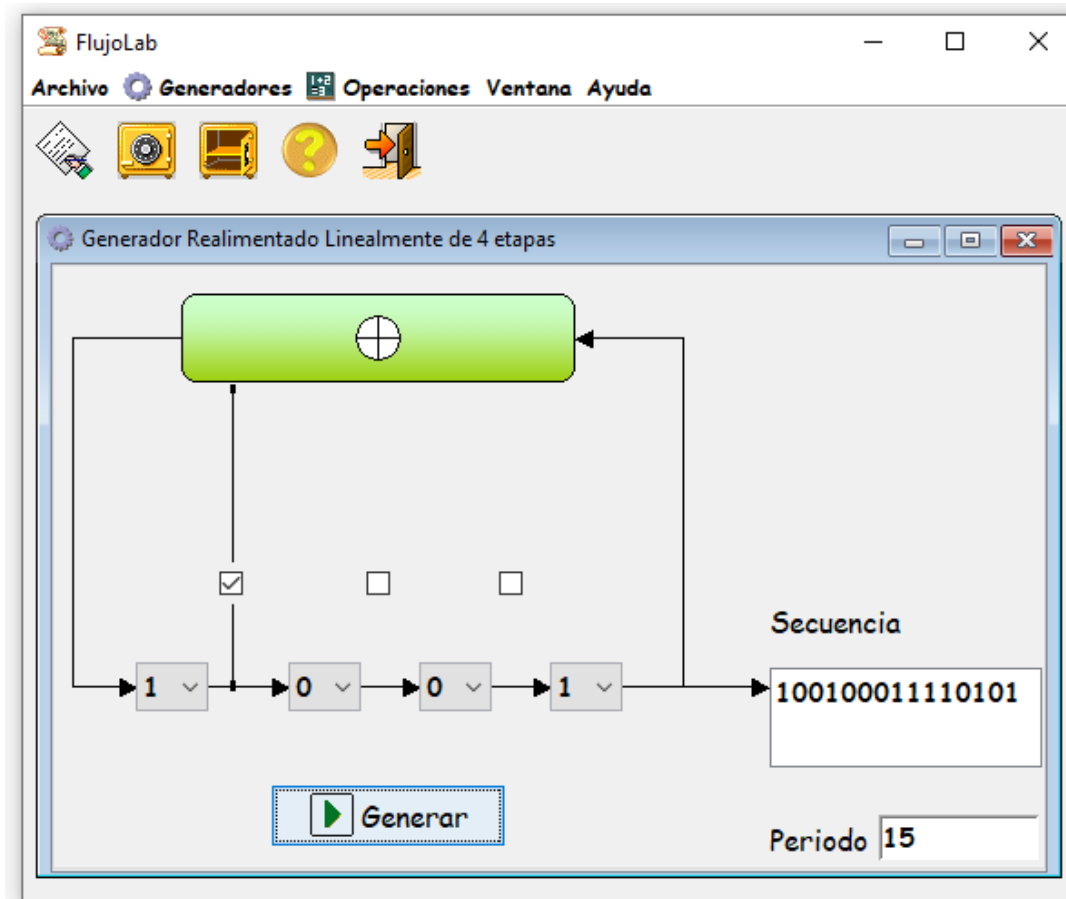 FlujoLab
Archivo Generadores Operaciones Ventana Ayuda
Generador Realimentado Linealmente de 4 etapas
Secuencia
1 0 0 1 100100011110101
Generar
Periodo 15